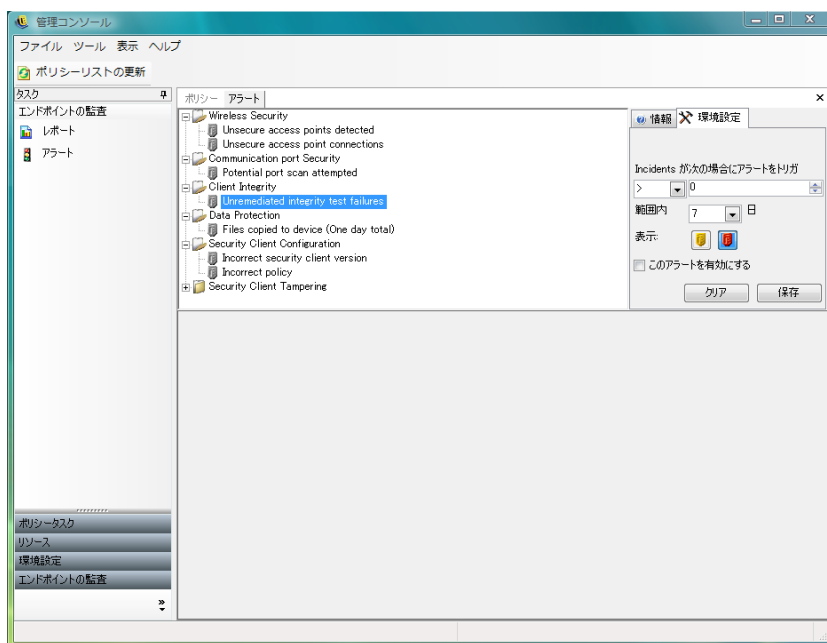 管理コンソール
ファイル ツール 表示 ヘルプ
ポリシーリストの更新
タスク
エンドポイントの監査
レポート
アラート
ポリシータスク
リソース
環境設定
エンドポイントの監査
ポリシー アラート
Wireless Security
Unsecure access points detected
Unsecure access point connections
Communication port Security
Potential port scan attempted
Client Integrity
Unremediated integrity test failures
Data Protection
Files copied to device (One day total)
Security Client Configuration
Incorrect security client version
Incorrect policy
Security Client Tampering
情報 環境設定
Incidents が次の場合にアラートをトリガ
> 0
範囲内 7 日
表示:
このアラートを有効にする
クリア 保存